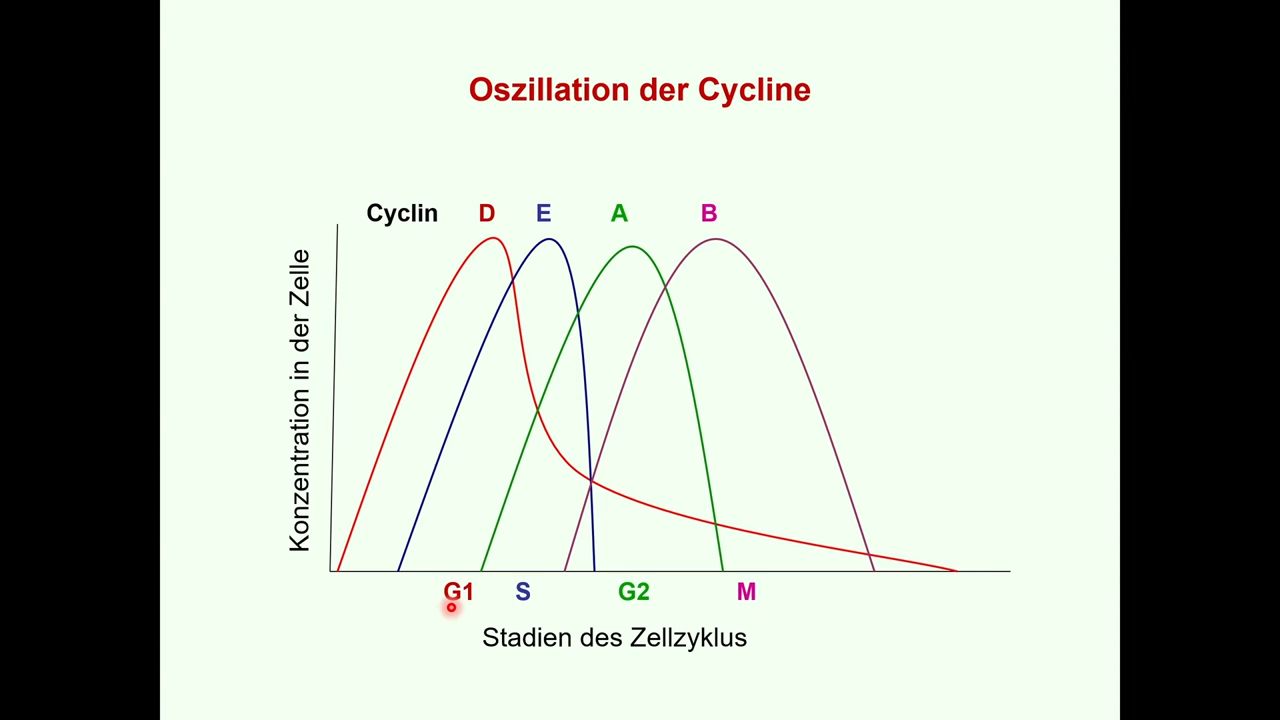 Oszillation der Cycline
Cyclin D E A B
Konzentration in der Zelle
G1 S G2 M
Stadien des Zellzyklus